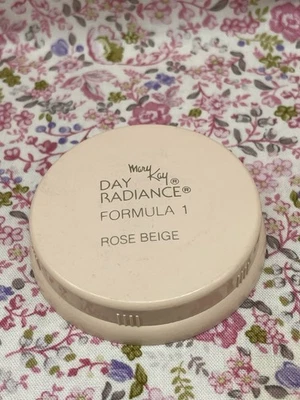 Mary Kay®
DAY
RADIANCE®
FORMULA 1
ROSE BEIGE